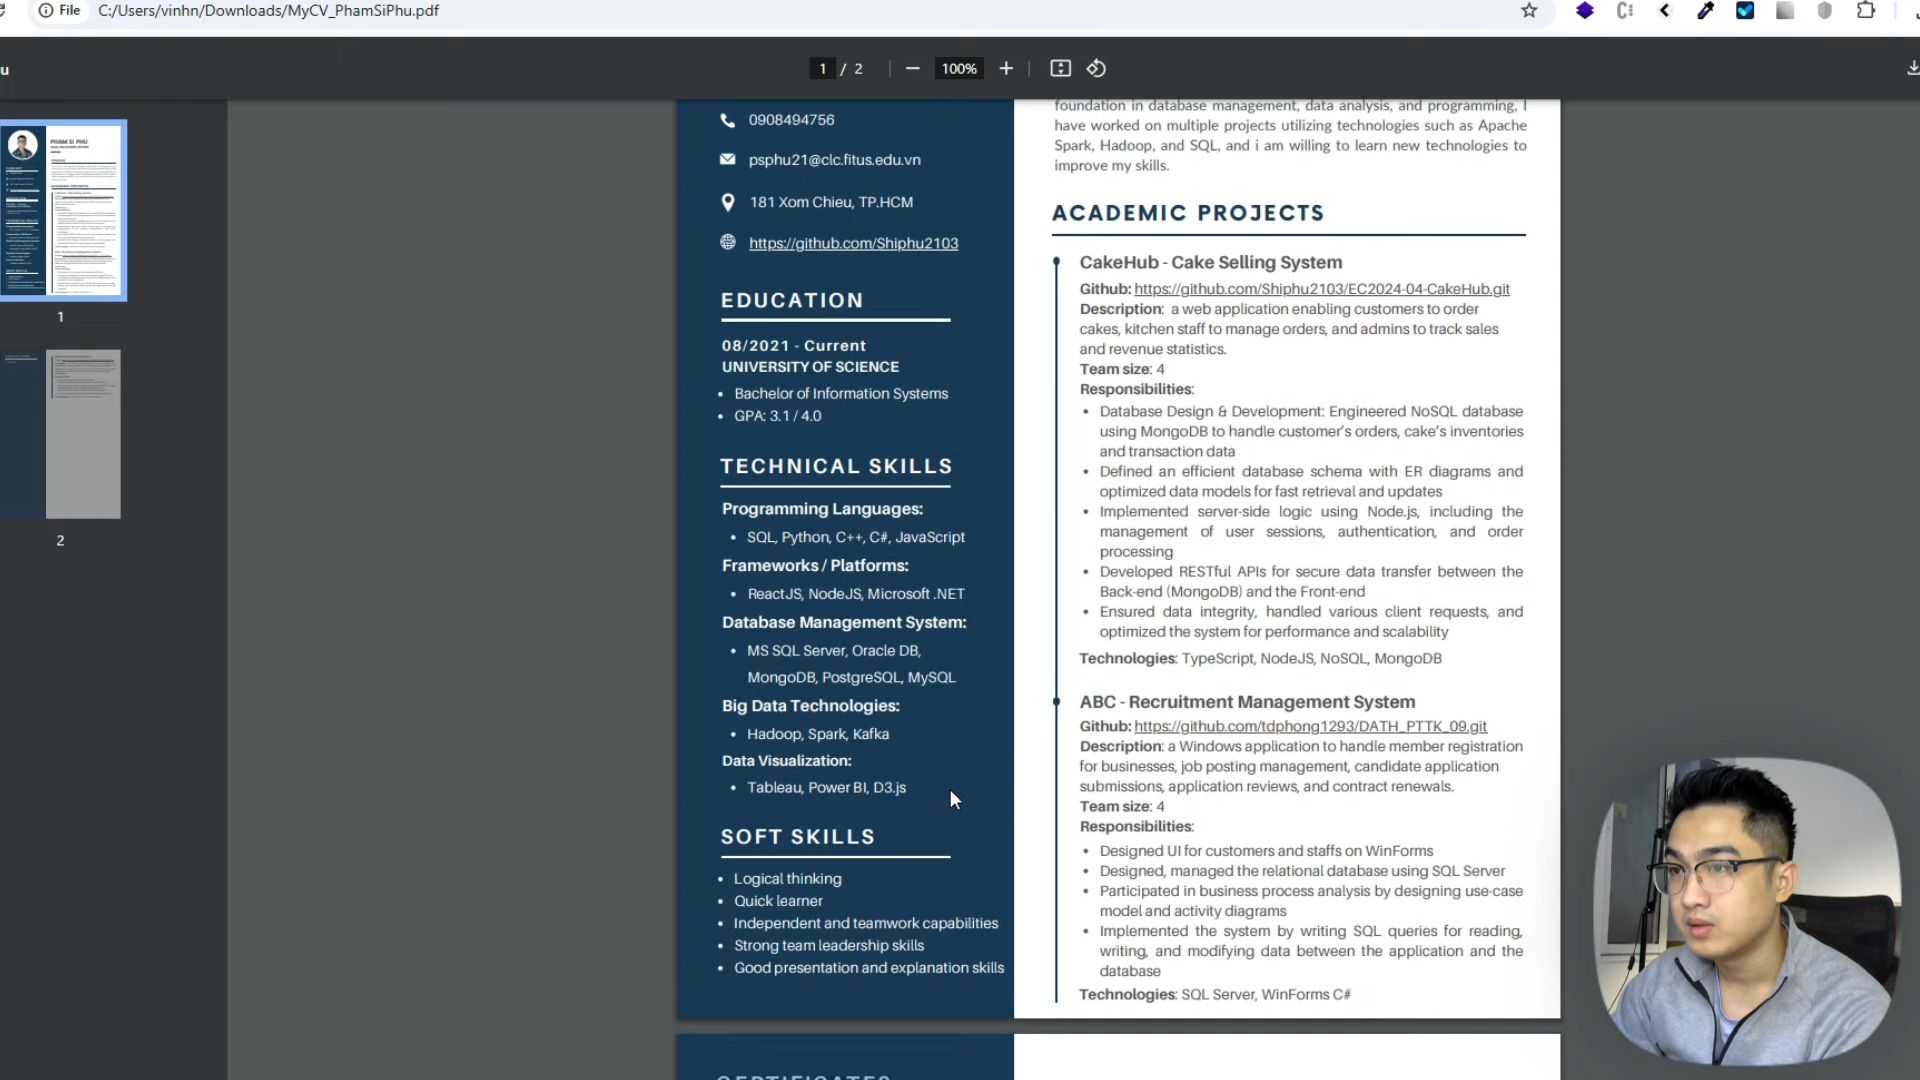 File
C:/Users/vinhn/Downloads/MyCV_PhamSiPhu.pdf
u
1 / 2
100%
PHAM SI PHU
1
2
0908494756
psphu21@clc.fitus.edu.vn
181 Xom Chieu, TP.HCM
https://github.com/Shiphu2103
EDUCATION
08/2021 - Current
UNIVERSITY OF SCIENCE
• Bachelor of Information Systems
• GPA: 3.1 / 4.0
TECHNICAL SKILLS
Programming Languages:
• SQL, Python, C++, C#, JavaScript
Frameworks / Platforms:
• ReactJS, NodeJS, Microsoft .NET
Database Management System:
• MS SQL Server, Oracle DB,
MongoDB, PostgreSQL, MySQL
Big Data Technologies:
• Hadoop, Spark, Kafka
Data Visualization:
• Tableau, Power BI, D3.js
SOFT SKILLS
• Logical thinking
• Quick learner
• Independent and teamwork capabilities
• Strong team leadership skills
• Good presentation and explanation skills
CERTIFICATES
foundation in database management, data analysis, and programming, I
have worked on multiple projects utilizing technologies such as Apache
Spark, Hadoop, and SQL, and i am willing to learn new technologies to
improve my skills.
ACADEMIC PROJECTS
CakeHub - Cake Selling System
Github: https://github.com/Shiphu2103/EC2024-04-CakeHub.git
Description: a web application enabling customers to order
cakes, kitchen staff to manage orders, and admins to track sales
and revenue statistics.
Team size: 4
Responsibilities:
• Database Design & Development: Engineered NoSQL database
using MongoDB to handle customer's orders, cake's inventories
and transaction data
• Defined an efficient database schema with ER diagrams and
optimized data models for fast retrieval and updates
• Implemented server-side logic using Node.js, including the
management of user sessions, authentication, and order
processing
• Developed RESTful APIs for secure data transfer between the
Back-end (MongoDB) and the Front-end
• Ensured data integrity, handled various client requests, and
optimized the system for performance and scalability
Technologies: TypeScript, NodeJS, NoSQL, MongoDB
ABC - Recruitment Management System
Github: https://github.com/tdphong1293/DATH_PTTK_09.git
Description: a Windows application to handle member registration
for businesses, job posting management, candidate application
submissions, application reviews, and contract renewals.
Team size: 4
Responsibilities:
• Designed UI for customers and staffs on WinForms
• Designed, managed the relational database using SQL Server
• Participated in business process analysis by designing use-case
model and activity diagrams
• Implemented the system by writing SQL queries for reading,
writing, and modifying data between the application and the
database
Technologies: SQL Server, WinForms C#